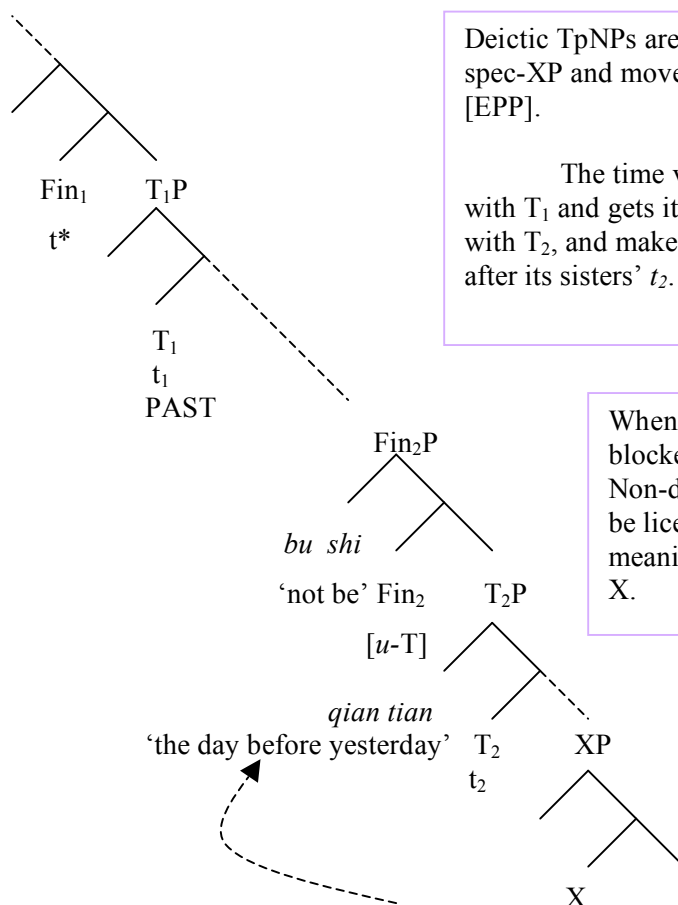 Deictic TpNPs are
spec-XP and move
[EPP].
The time v
with T₁ and gets it
with T₂, and make
after its sisters’ t₂.
Fin₁ T₁P
t*
T₁
t₁
PAST
When
blocke
Non-d
be lice
meani
X.
Fin₂P
bu shi
‘not be’ Fin₂ T₂P
[u-T]
qian tian
‘the day before yesterday’ T₂ XP
t₂
X